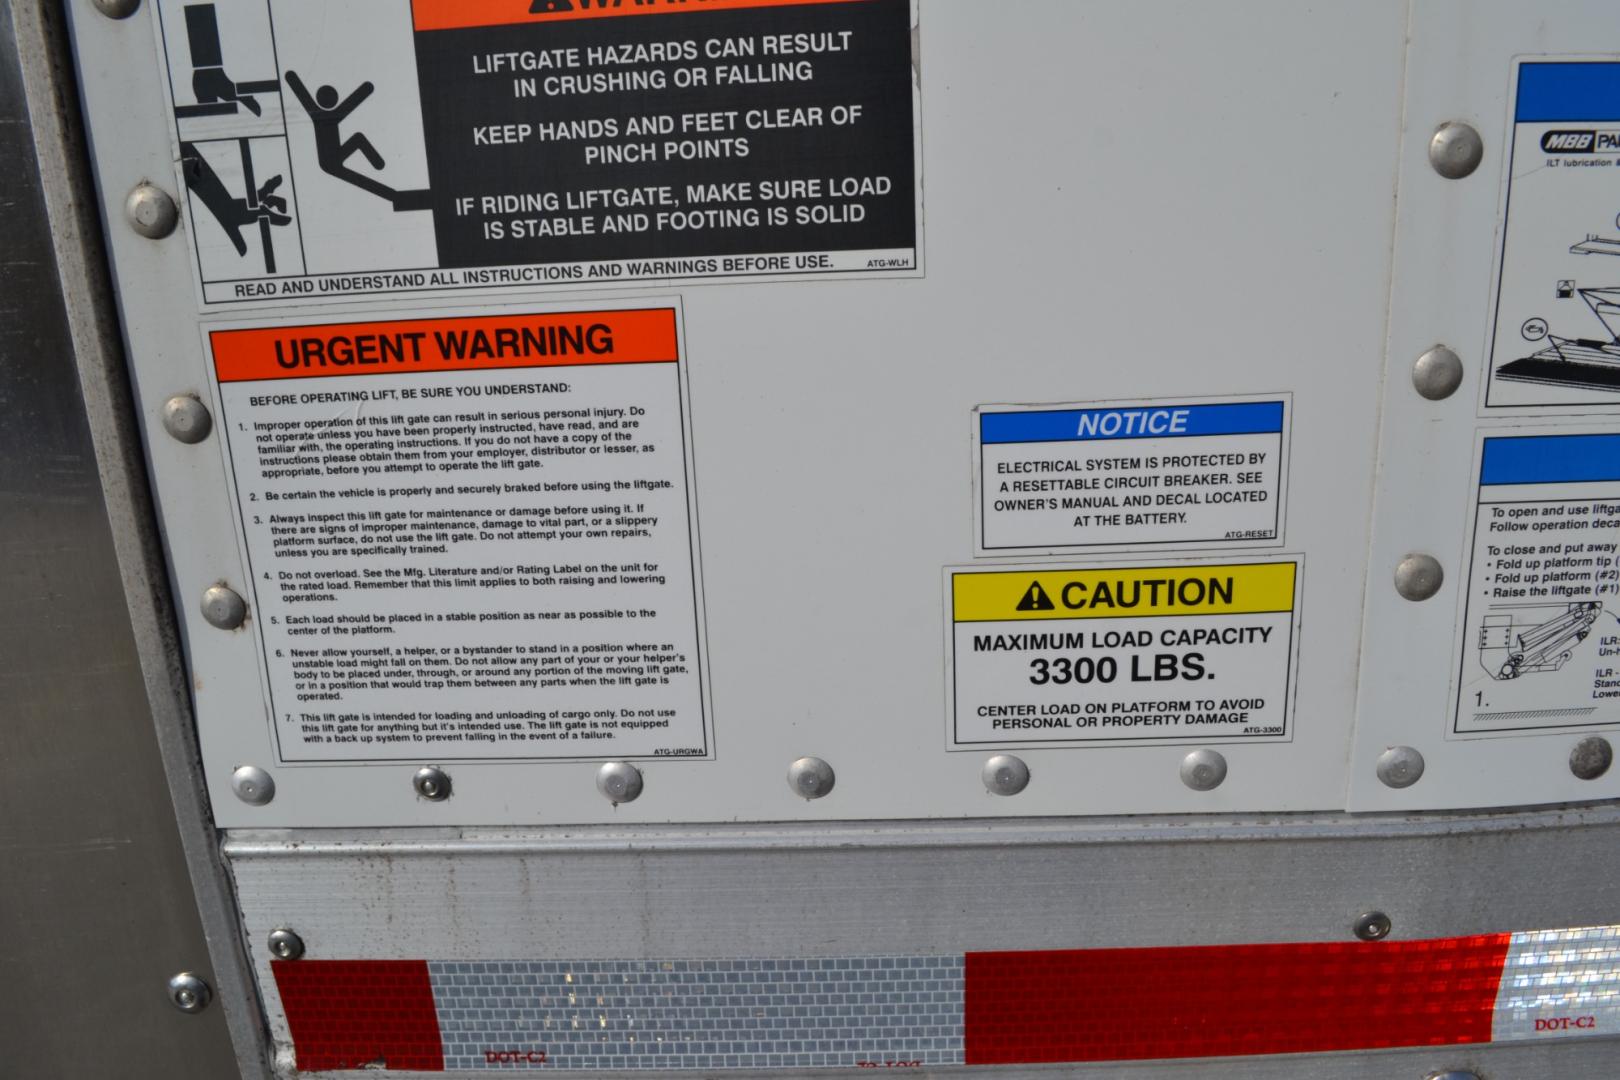 LIFTGATE HAZARDS CAN RESULT
IN CRUSHING OR FALLING
KEEP HANDS AND FEET CLEAR OF
PINCH POINTS
IF RIDING LIFTGATE, MAKE SURE LOAD
IS STABLE AND FOOTING IS SOLID
READ AND UNDERSTAND ALL INSTRUCTIONS AND WARNINGS BEFORE USE.
ATG-WLH
URGENT WARNING
BEFORE OPERATING LIFT, BE SURE YOU UNDERSTAND:
1. Improper operation of this lift gate can result in serious personal injury. Do
not operate unless you have been properly instructed, have read, and are
familiar with, the operating instructions. If you do not have a copy of the
instructions please obtain them from your employer, distributor or lesser, as
appropriate, before you attempt to operate the lift gate.
2. Be certain the vehicle is properly and securely braked before using the liftgate.
3. Always inspect this lift gate for maintenance or damage before using it. If
there are signs of improper maintenance, damage to vital part, or a slippery
platform surface, do not use the lift gate. Do not attempt your own repairs,
unless you are specifically trained.
4. Do not overload. See the Mfg. Literature and/or Rating Label on the unit for
the rated load. Remember that this limit applies to both raising and lowering
operations.
5. Each load should be placed in a stable position as near as possible to the
center of the platform.
6. Never allow yourself, a helper, or a bystander to stand in a position where an
unstable load might fall on them. Do not allow any part of your or your helper's
body to be placed under, through, or around any portion of the moving lift gate,
or in a position that would trap them between any parts when the lift gate is
operated.
7. This lift gate is intended for loading and unloading of cargo only. Do not use
this lift gate for anything but it's intended use. The lift gate is not equipped
with a back up system to prevent falling in the event of a failure.
ATG-URGWA
NOTICE
ELECTRICAL SYSTEM IS PROTECTED BY
A RESETTABLE CIRCUIT BREAKER. SEE
OWNER'S MANUAL AND DECAL LOCATED
AT THE BATTERY.
ATG-RESET
CAUTION
MAXIMUM LOAD CAPACITY
3300 LBS.
CENTER LOAD ON PLATFORM TO AVOID
PERSONAL OR PROPERTY DAMAGE
ATG-3300
MBB
ILT lubrication &
To open and use
Follow operation
To close and put away
• Fold up platform tip
• Fold up platform (#2)
• Raise the liftgate (#1)
1.
DOT-C2
DOT-C2